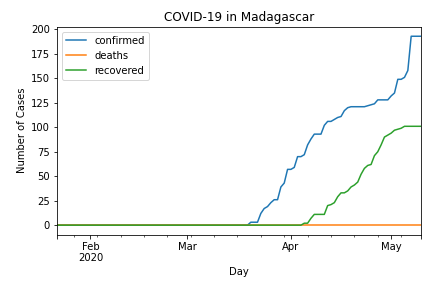 COVID-19 in Madagascar
200
175
150
125
100
75
50
25
0
Number of Cases
confirmed
deaths
recovered
Feb
2020
Mar
Apr
May
Day